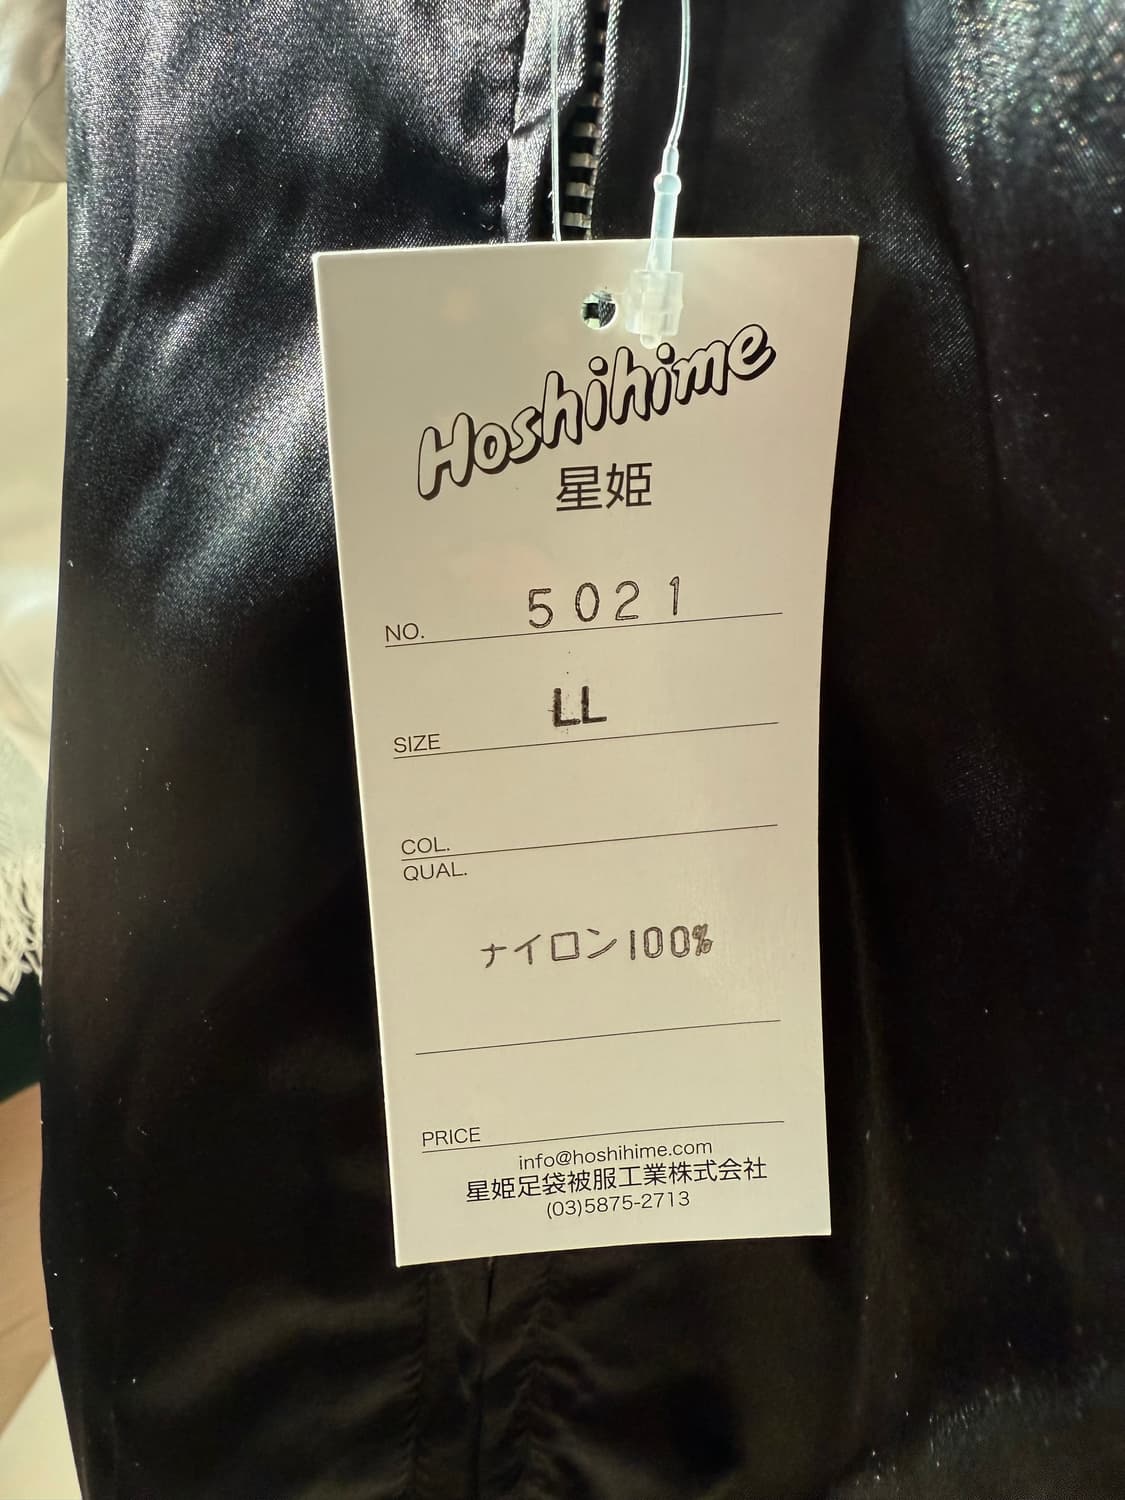 Hoshihime
星姫
NO. 5021
SIZE LL
COL.
QUAL.
ナイロン100%
PRICE
info@hoshihime.com
星姫足袋被服工業株式会社
(03)5875-2713